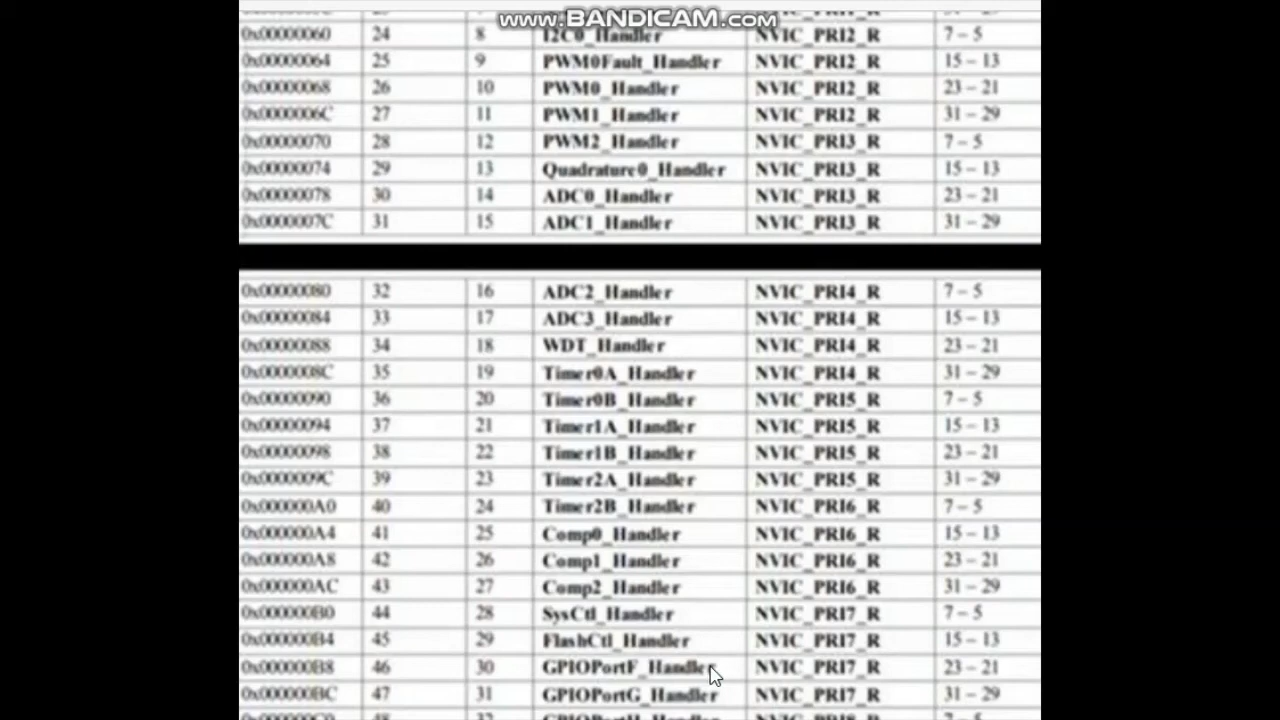 www.BANDICAM.com
0x00000060 24 8 I2C0_Handler NVIC_PRI2_R 7 – 5
0x00000064 25 9 PWM0Fault_Handler NVIC_PRI2_R 15 – 13
0x00000068 26 10 PWM0_Handler NVIC_PRI2_R 23 – 21
0x0000006C 27 11 PWM1_Handler NVIC_PRI2_R 31 – 29
0x00000070 28 12 PWM2_Handler NVIC_PRI3_R 7 – 5
0x00000074 29 13 Quadrature0_Handler NVIC_PRI3_R 15 – 13
0x00000078 30 14 ADC0_Handler NVIC_PRI3_R 23 – 21
0x0000007C 31 15 ADC1_Handler NVIC_PRI3_R 31 – 29
0x00000080 32 16 ADC2_Handler NVIC_PRI4_R 7 – 5
0x00000084 33 17 ADC3_Handler NVIC_PRI4_R 15 – 13
0x00000088 34 18 WDT_Handler NVIC_PRI4_R 23 – 21
0x0000008C 35 19 Timer0A_Handler NVIC_PRI4_R 31 – 29
0x00000090 36 20 Timer0B_Handler NVIC_PRI5_R 7 – 5
0x00000094 37 21 Timer1A_Handler NVIC_PRI5_R 15 – 13
0x00000098 38 22 Timer1B_Handler NVIC_PRI5_R 23 – 21
0x0000009C 39 23 Timer2A_Handler NVIC_PRI5_R 31 – 29
0x000000A0 40 24 Timer2B_Handler NVIC_PRI6_R 7 – 5
0x000000A4 41 25 Comp0_Handler NVIC_PRI6_R 15 – 13
0x000000A8 42 26 Comp1_Handler NVIC_PRI6_R 23 – 21
0x000000AC 43 27 Comp2_Handler NVIC_PRI6_R 31 – 29
0x000000B0 44 28 SysCtl_Handler NVIC_PRI7_R 7 – 5
0x000000B4 45 29 FlashCtl_Handler NVIC_PRI7_R 15 – 13
0x000000B8 46 30 GPIOPortF_Handler NVIC_PRI7_R 23 – 21
0x000000BC 47 31 GPIOPortG_Handler NVIC_PRI7_R 31 – 29